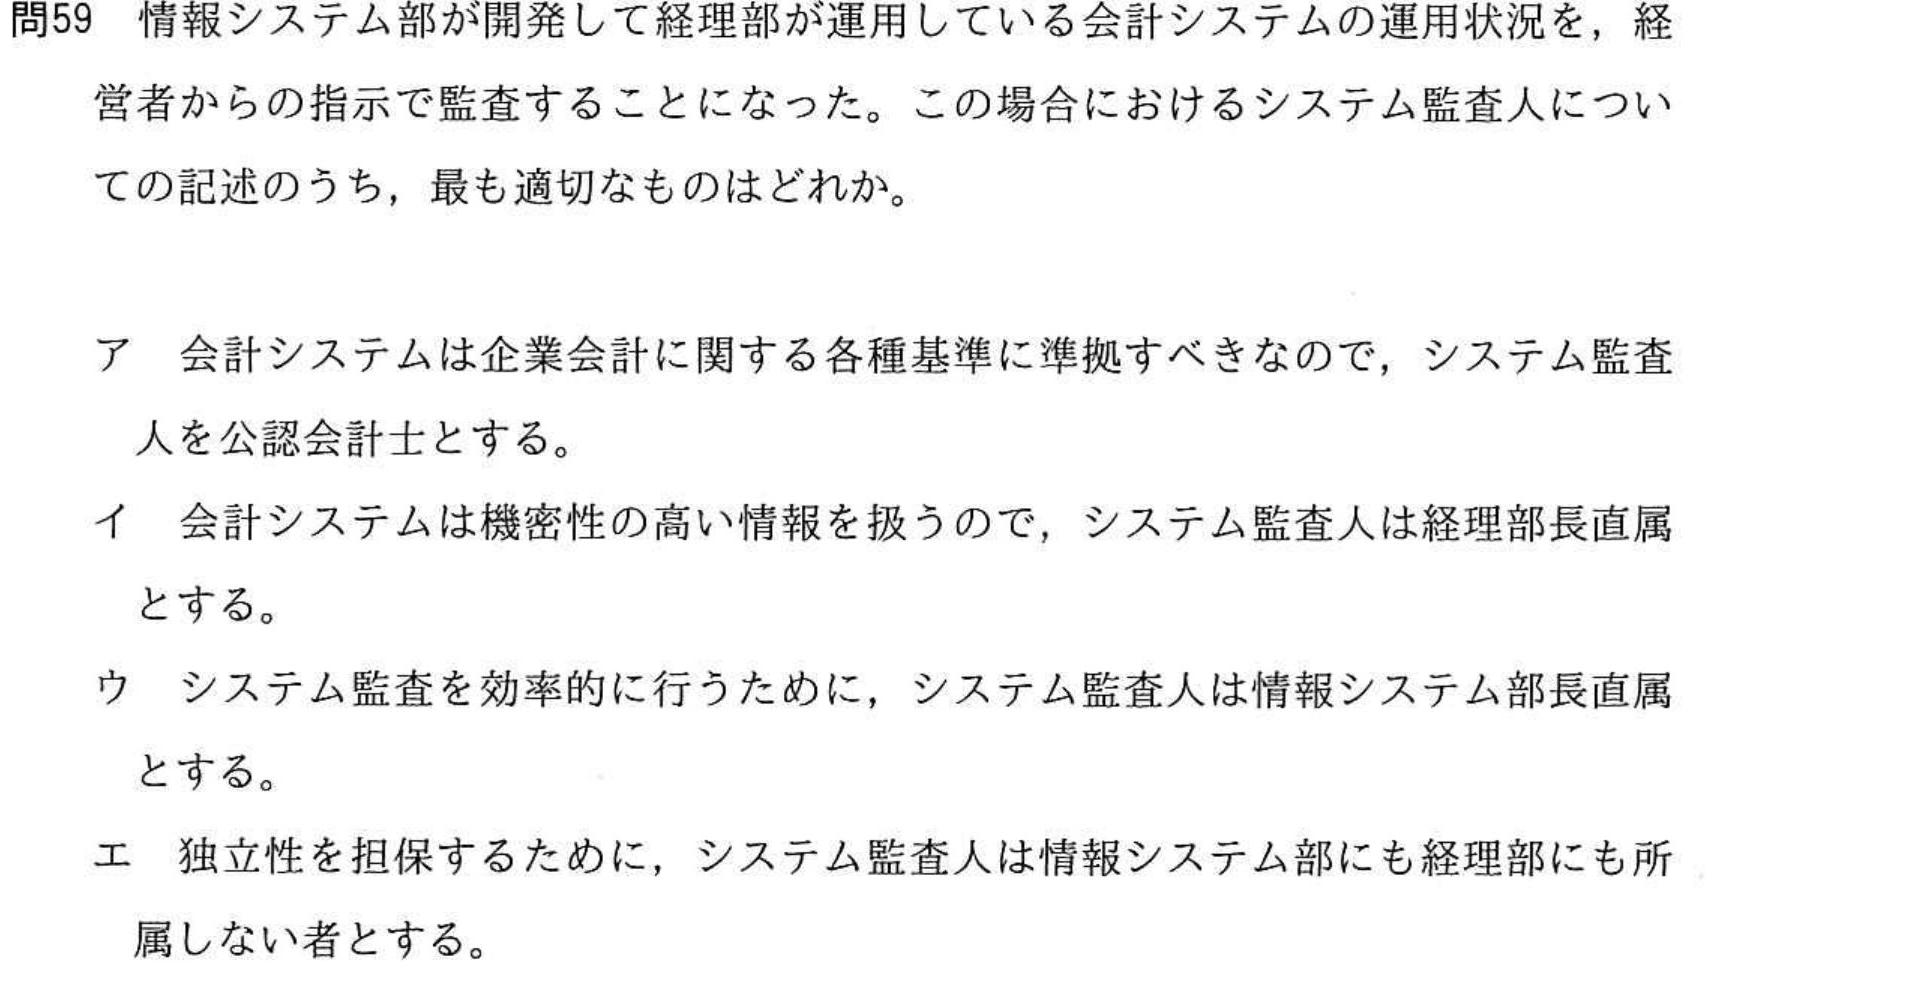 問59 情報システム部が開発して経理部が運用している会計システムの運用状況を，経
営者からの指示で監査することになった。この場合におけるシステム監査人につい
ての記述のうち，最も適切なものはどれか。
ア 会計システムは企業会計に関する各種基準に準拠すべきなので，システム監査
人を公認会計士とする。
イ 会計システムは機密性の高い情報を扱うので，システム監査人は経理部長直属
とする。
ウ システム監査を効率的に行うために，システム監査人は情報システム部長直属
とする。
エ 独立性を担保するために，システム監査人は情報システム部にも経理部にも所
属しない者とする。